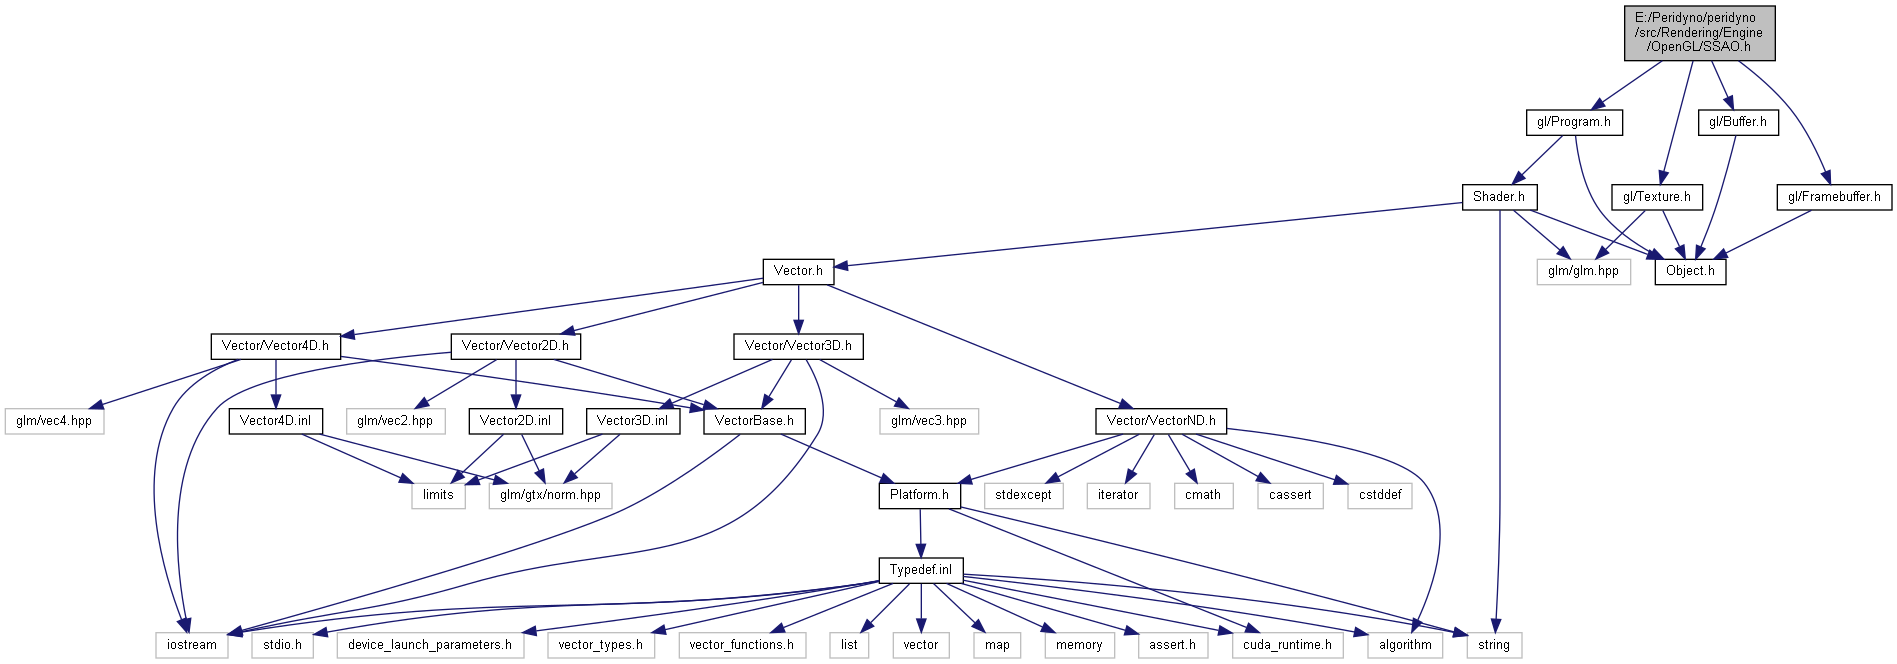 E:/Peridyno/peridyno
/src/Rendering/Engine
/OpenGL/SSAO.h
gl/Program.h
gl/Buffer.h
Shader.h
gl/Texture.h
gl/Framebuffer.h
Vector.h
glm/glm.hpp
Object.h
Vector/Vector4D.h
Vector/Vector2D.h
Vector/Vector3D.h
glm/vec4.hpp
Vector4D.inl
glm/vec2.hpp
Vector2D.inl
Vector3D.inl
VectorBase.h
glm/vec3.hpp
Vector/VectorND.h
limits
glm/gtx/norm.hpp
Platform.h
stdexcept
iterator
cmath
cassert
cstddef
Typedef.inl
iostream
stdio.h
device_launch_parameters.h
vector_types.h
vector_functions.h
list
vector
map
memory
assert.h
cuda_runtime.h
algorithm
string